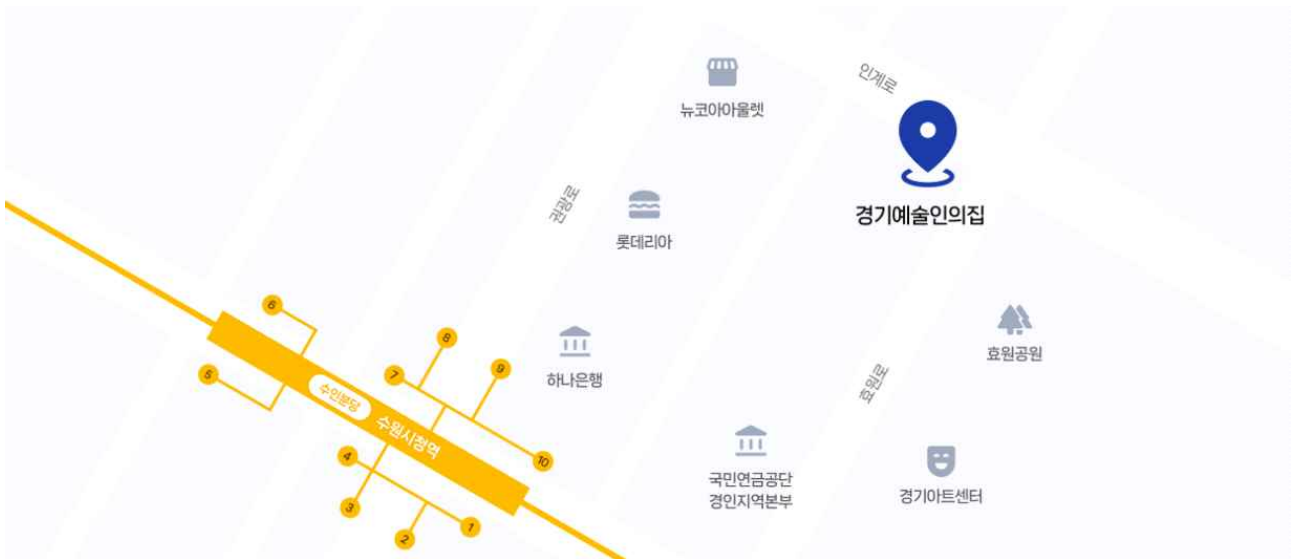 인계로
뉴코아아울렛
경기예술인의집
권광로
롯데리아
6
효원공원
8
5
7
9
하나은행
효원로
수인분당
수원시청역
4
10
국민연금공단
경인지역본부
경기아트센터
3
1
2